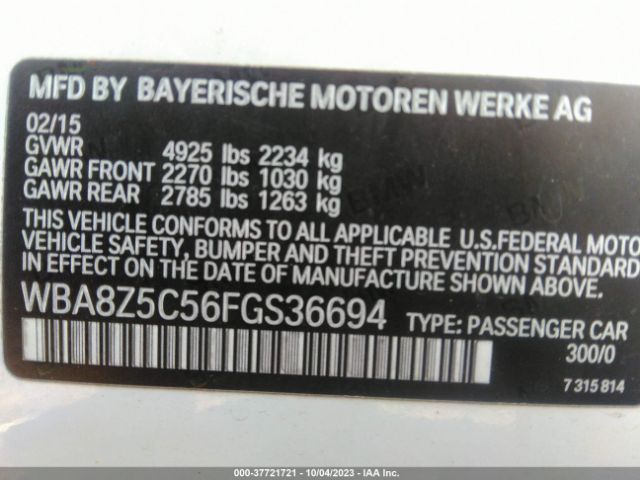 MFD BY BAYERISCHE MOTOREN WERKE AG
02/15
GVWR 4925 lbs 2234 kg
GAWR FRONT 2270 lbs 1030 kg
GAWR REAR 2785 lbs 1263 kg
THIS VEHICLE CONFORMS TO ALL APPLICABLE U.S.FEDERAL MOTO
VEHICLE SAFETY, BUMPER AND THEFT PREVENTION STANDARD
IN EFFECT ON THE DATE OF MANUFACTURE SHOWN ABOVE.
WBA8Z5C56FGS36694 TYPE: PASSENGER CAR
300/0
7 315 814
000-37721721 - 10/04/2023 - IAA Inc.